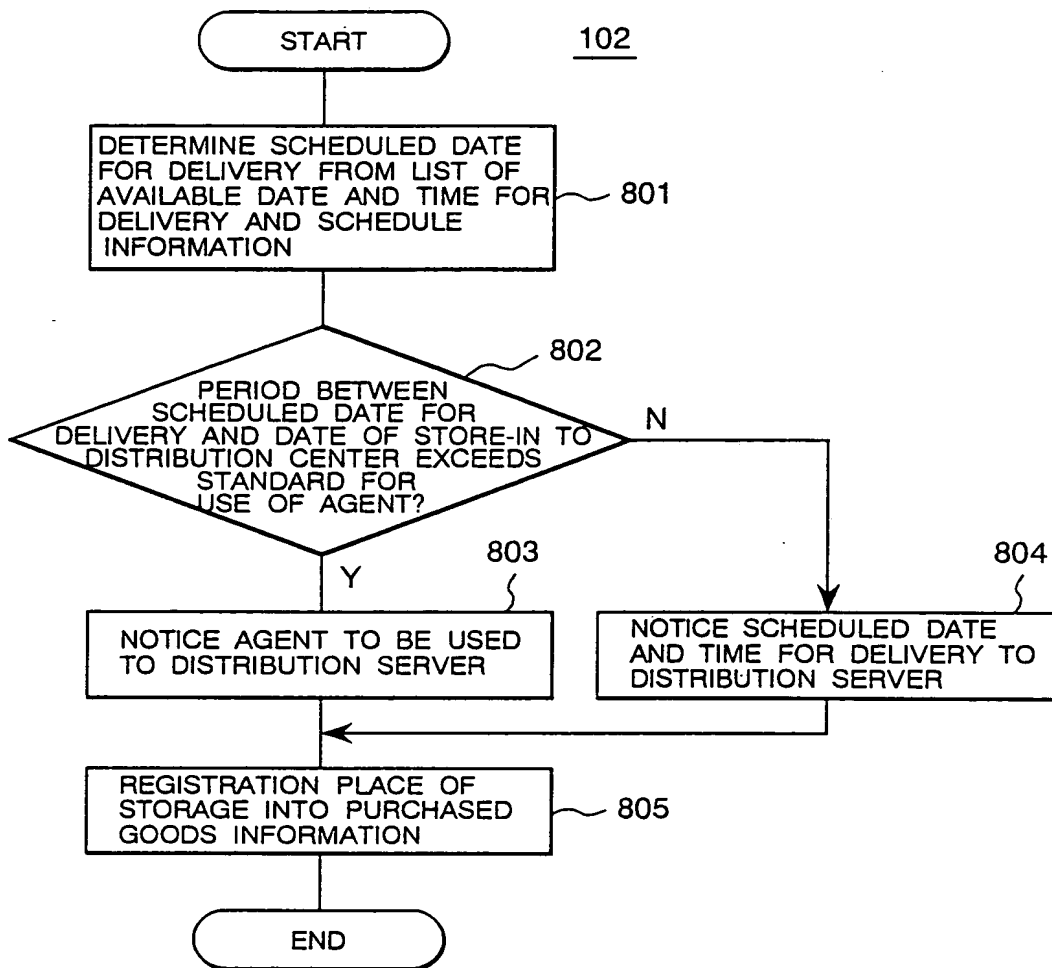 START
102
DETERMINE SCHEDULED DATE
FOR DELIVERY FROM LIST OF
AVAILABLE DATE AND TIME FOR
DELIVERY AND SCHEDULE
INFORMATION
801
802
PERIOD BETWEEN
SCHEDULED DATE FOR
DELIVERY AND DATE OF STORE-IN TO
DISTRIBUTION CENTER EXCEEDS
STANDARD FOR
USE OF AGENT?
N
Y
803
NOTICE AGENT TO BE USED
TO DISTRIBUTION SERVER
804
NOTICE SCHEDULED DATE
AND TIME FOR DELIVERY TO
DISTRIBUTION SERVER
REGISTRATION PLACE OF
STORAGE INTO PURCHASED
GOODS INFORMATION
805
END